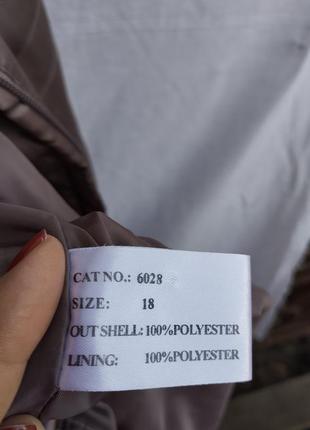 CAT NO.: 6028
SIZE: 18
OUT SHELL: 100%POLYESTER
LINING: 100%POLYESTER